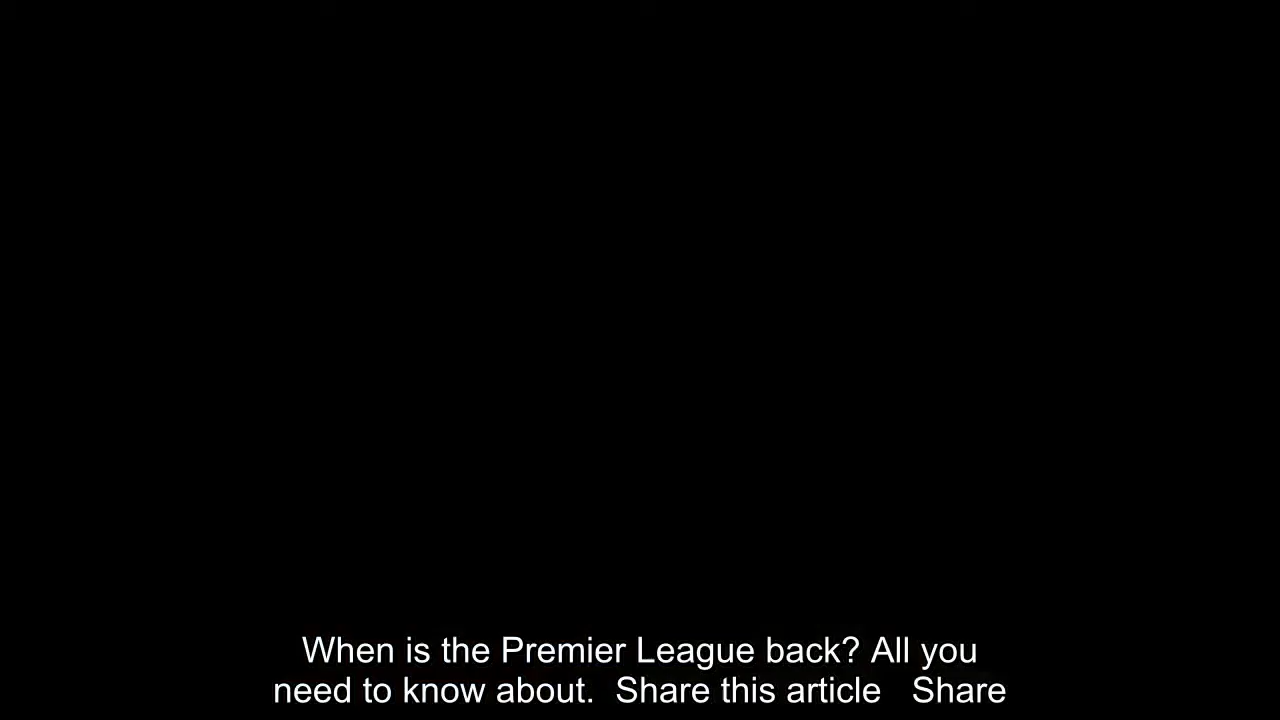 When is the Premier League back? All you
need to know about.  Share this article   Share